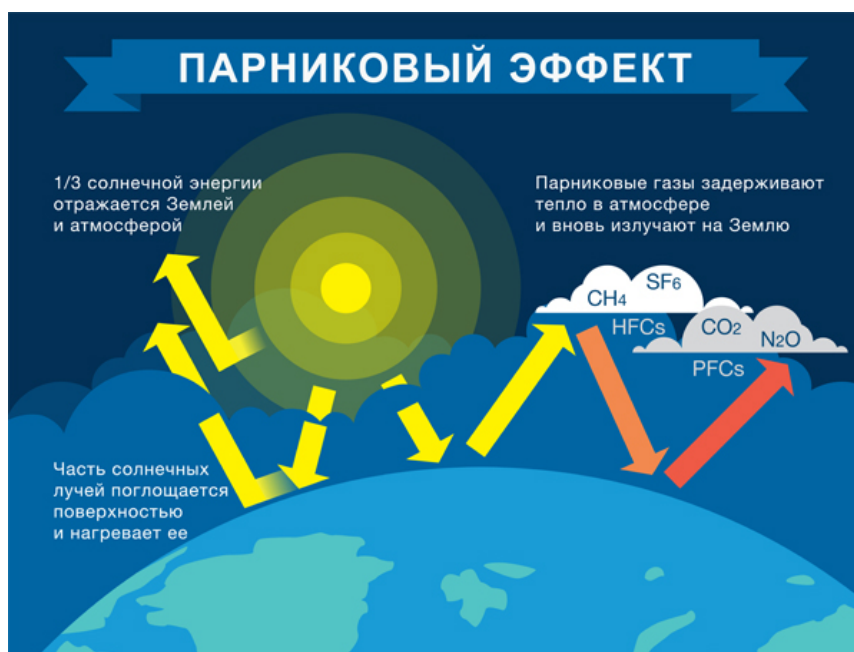 ПАРНИКОВЫЙ ЭФФЕКТ
1/3 солнечной энергии
отражается Землей
и атмосферой
Парниковые газы задерживают
тепло в атмосфере
и вновь излучают на Землю
CH4
SF6
HFCs
CO2
N2O
PFCs
Часть солнечных
лучей поглощается
поверхностью
и нагревает ее